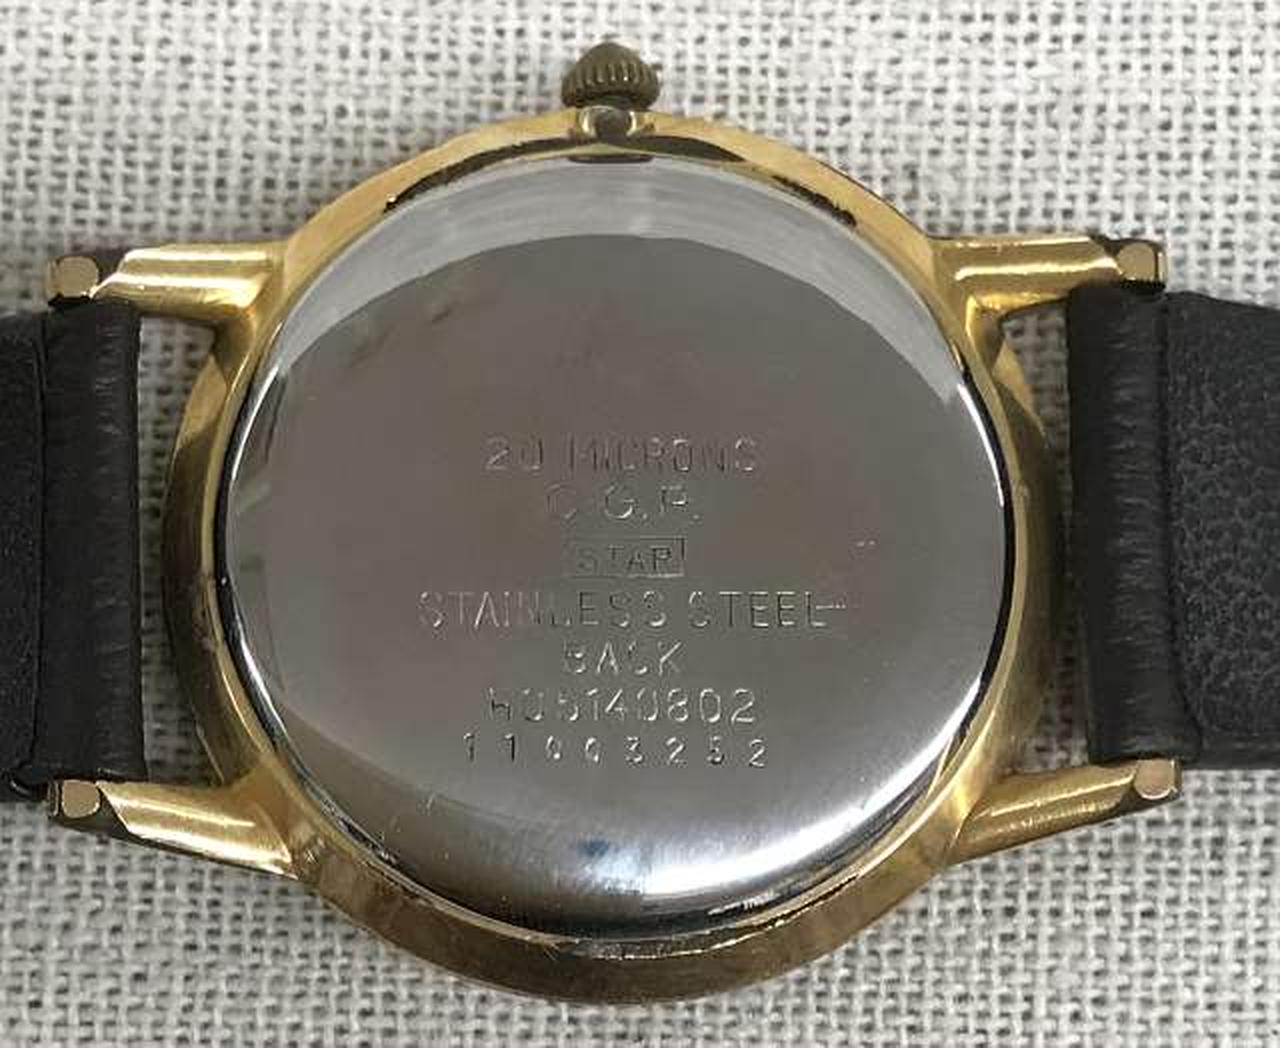 20 MICRONS
C.G.P.
STAR
STAINLESS STEEL
BACK
H05140802
11003252